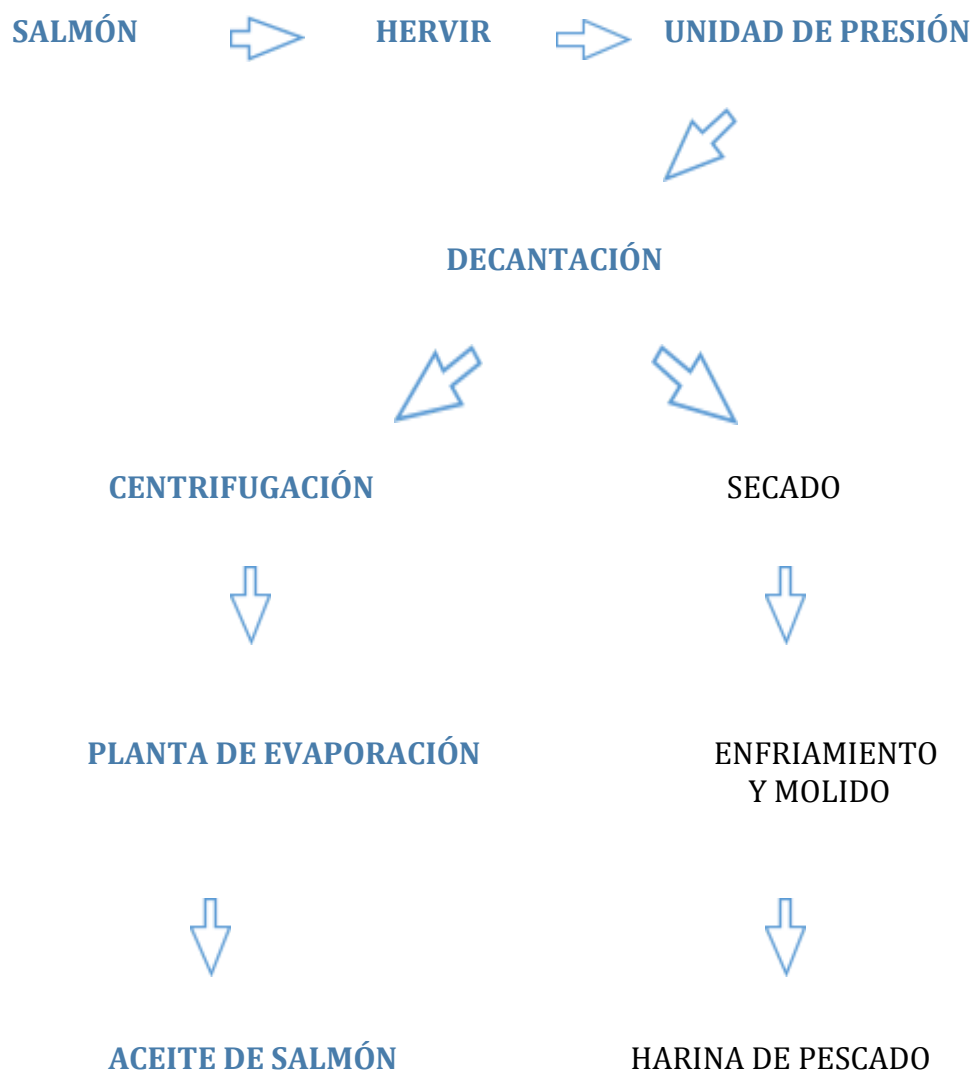 SALMÓN HERVIR UNIDAD DE PRESIÓN
DECANTACIÓN
CENTRIFUGACIÓN SECADO
PLANTA DE EVAPORACIÓN ENFRIAMIENTO
Y MOLIDO
ACEITE DE SALMÓN HARINA DE PESCADO